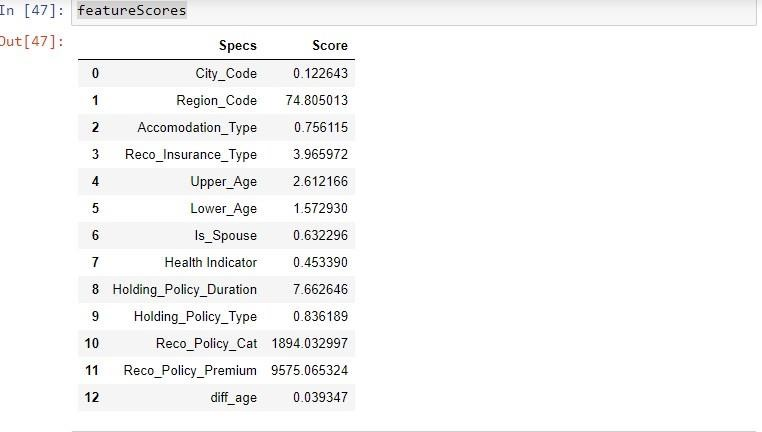 In [47]: featureScores
Out[47]:
Specs Score
0 City_Code 0.122643
1 Region_Code 74.805013
2 Accomodation_Type 0.756115
3 Reco_Insurance_Type 3.965972
4 Upper_Age 2.612166
5 Lower_Age 1.572930
6 Is_Spouse 0.632296
7 Health Indicator 0.453390
8 Holding_Policy_Duration 7.662646
9 Holding_Policy_Type 0.836189
10 Reco_Policy_Cat 1894.032997
11 Reco_Policy_Premium 9575.065324
12 diff_age 0.039347